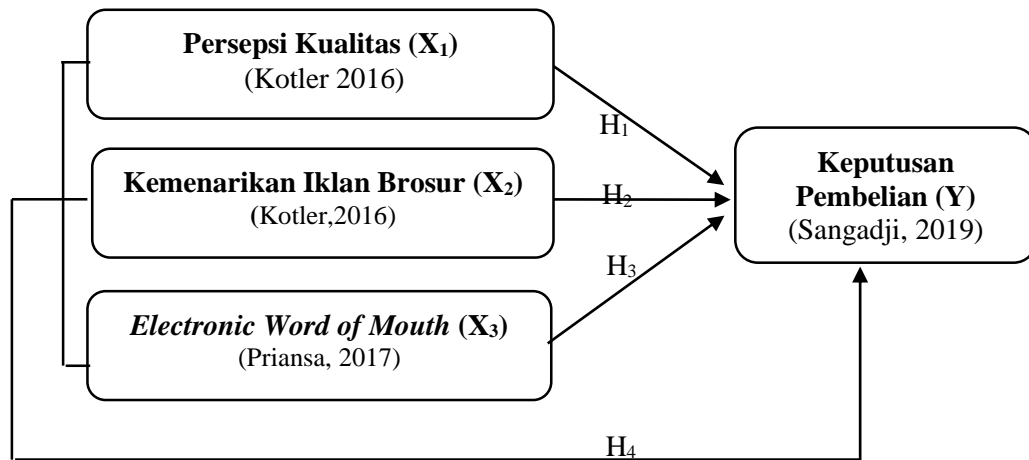 Persepsi Kualitas (X₁)
(Kotler 2016)
H₁
Kemenarikan Iklan Brosur (X₂)
(Kotler,2016)
H₂
Keputusan
Pembelian (Y)
(Sangadji, 2019)
H₃
Electronic Word of Mouth (X₃)
(Priansa, 2017)
H₄